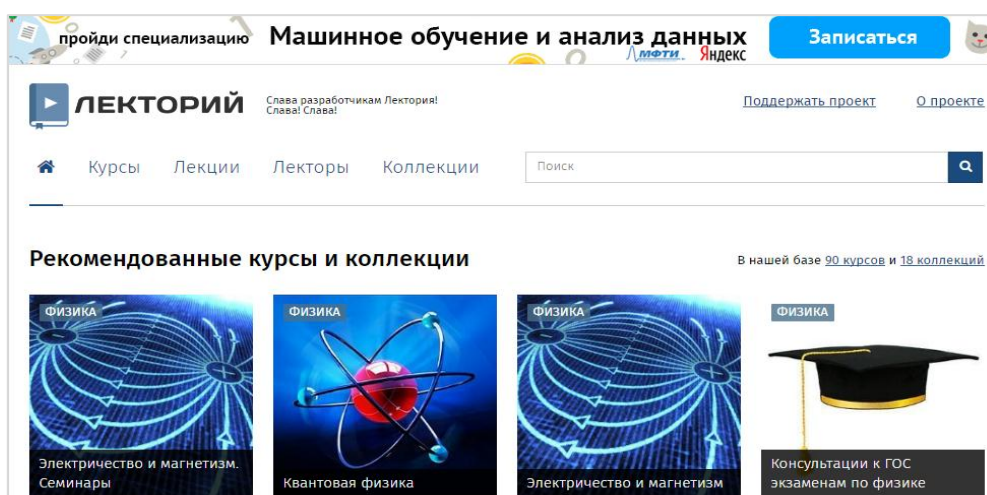 пройди специализацию Машинное обучение и анализ данных Записаться
мфти Яндекс
ЛЕКТОРИЙ
Слава разработчикам Лектория!
Слава! Слава!
Поддержать проект О проекте
Курсы Лекции Лекторы Коллекции Поиск
Рекомендованные курсы и коллекции
В нашей базе 90 курсов и 18 коллекций
ФИЗИКА
Электричество и магнетизм.
Семинары
ФИЗИКА
Квантовая физика
ФИЗИКА
Электричество и магнетизм
ФИЗИКА
Консультации к ГОС
экзаменам по физике